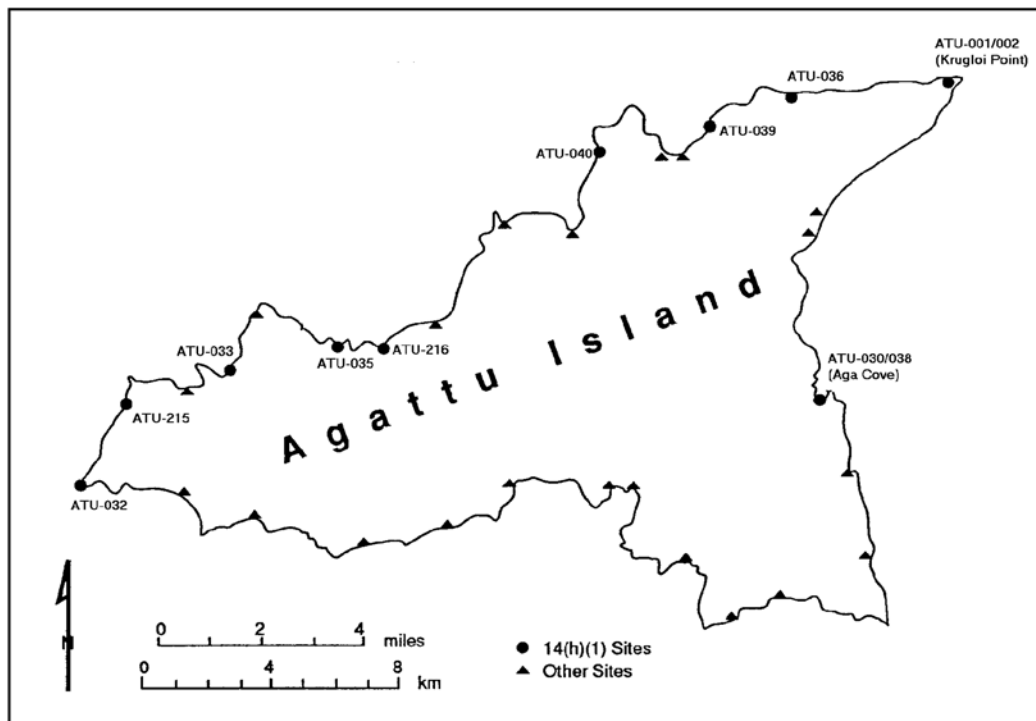 ATU-001/002
(Krugloi Point)
ATU-036
ATU-039
ATU-040
Agattu Island
ATU-033
ATU-035
ATU-216
ATU-030/038
(Aga Cove)
ATU-215
ATU-032
N
0 2 4 miles
0 4 8 km
14(h)(1) Sites
Other Sites